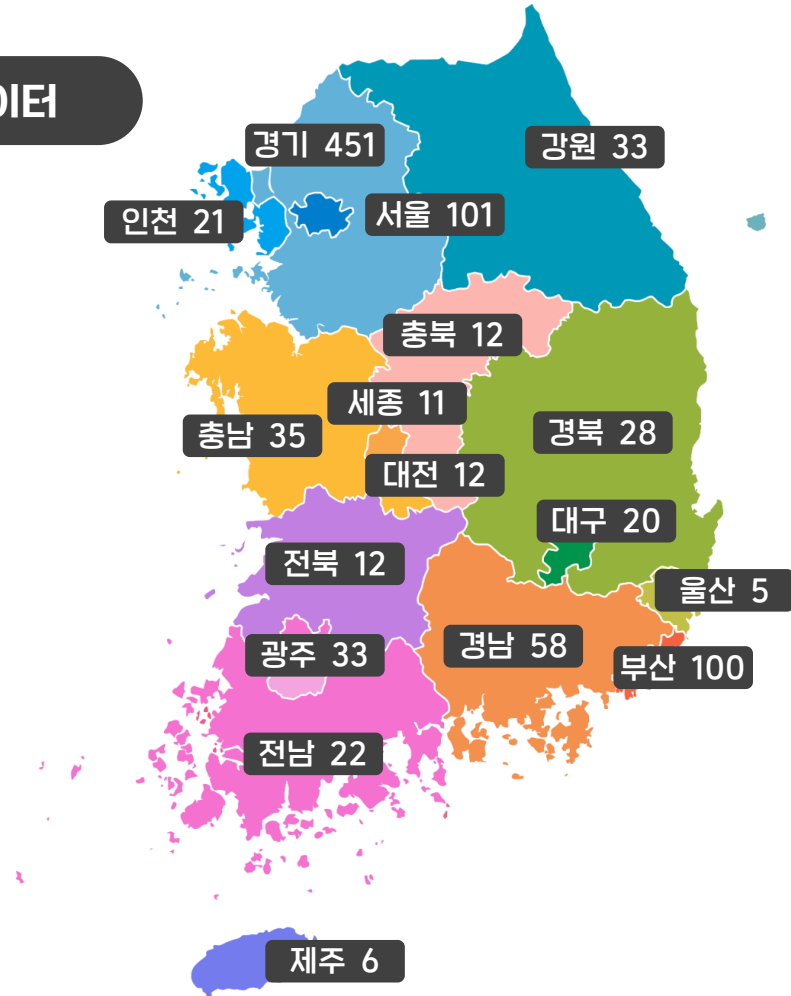 이터
경기 451
강원 33
인천 21
서울 101
충북 12
세종 11
충남 35
경북 28
대전 12
대구 20
전북 12
울산 5
경남 58
광주 33
부산 100
전남 22
제주 6